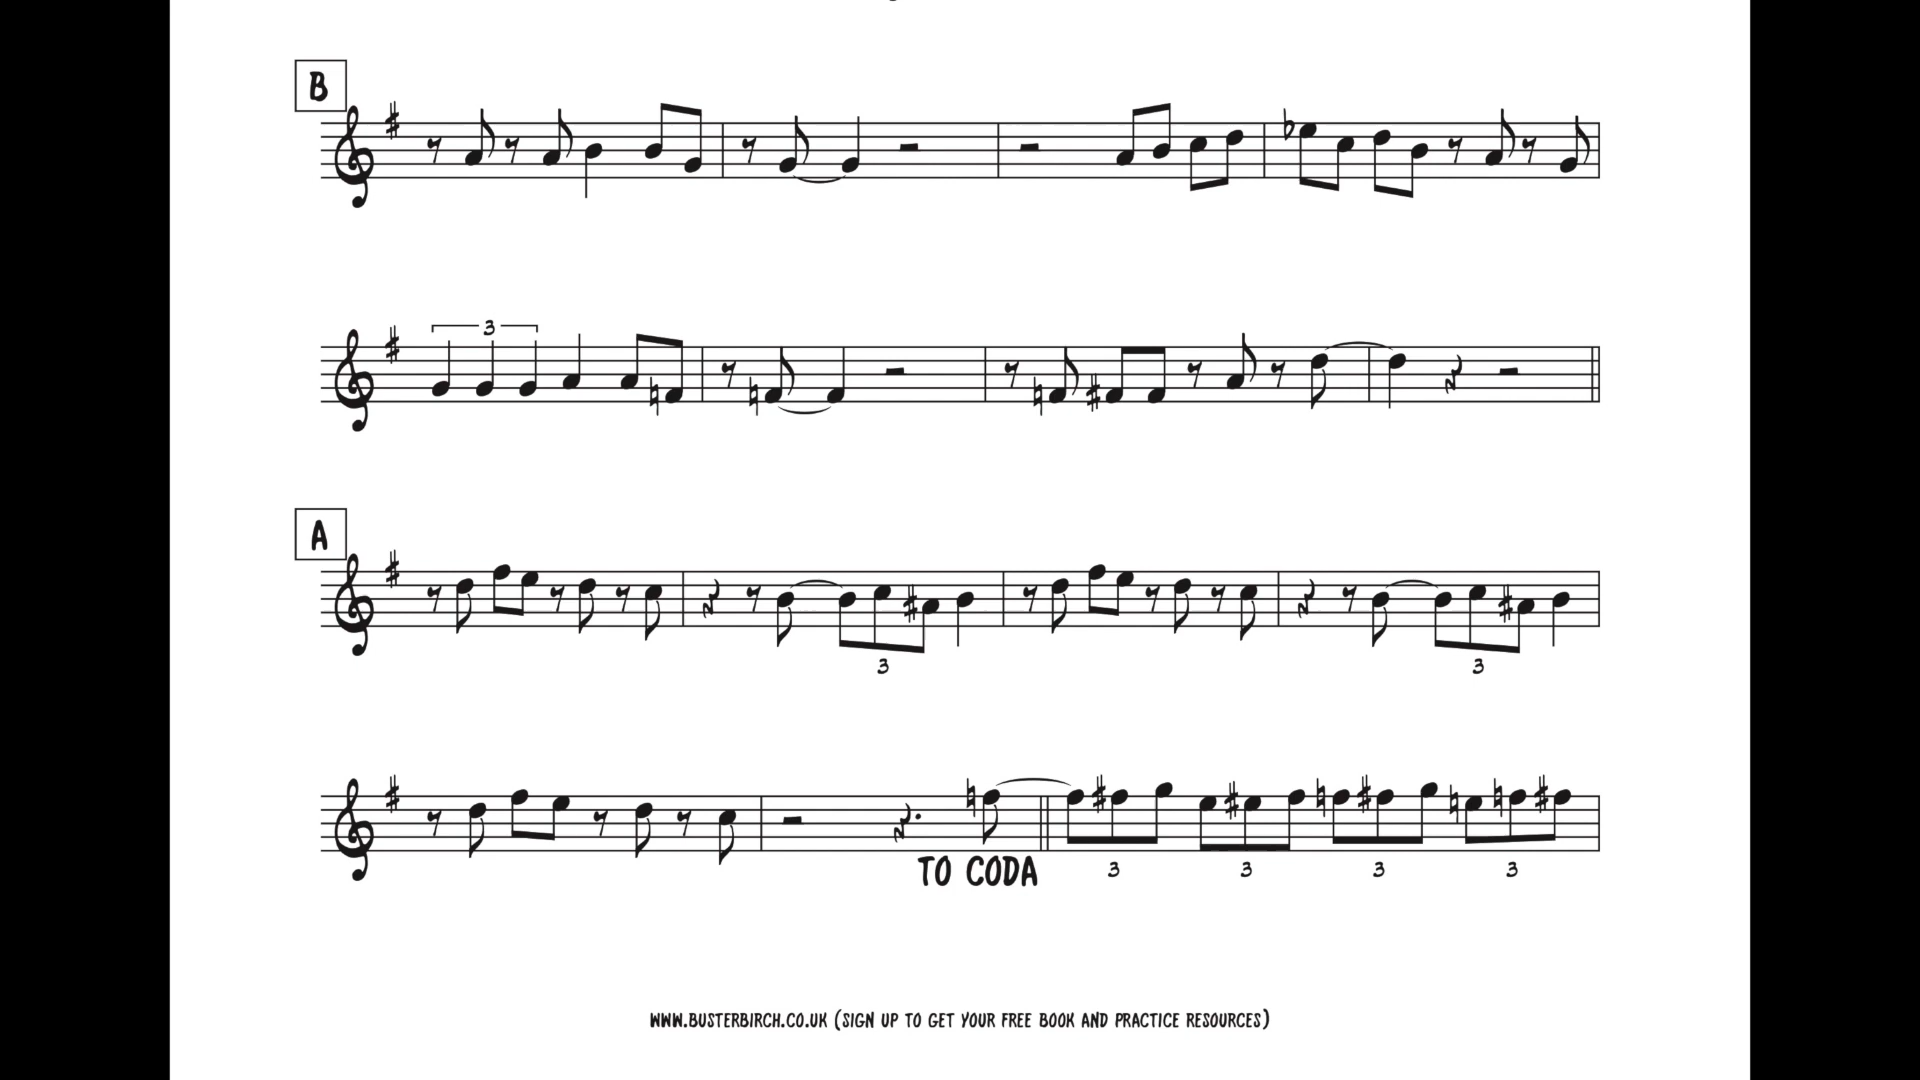 B
3
A
3
3
TO CODA
3
3
3
3
WWW.BUSTERBIRCH.CO.UK (SIGN UP TO GET YOUR FREE BOOK AND PRACTICE RESOURCES)